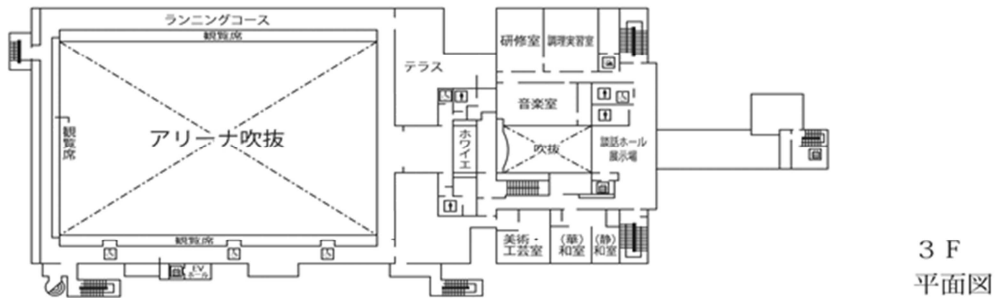 ランニングコース
観覧席
研修室
調理実習室
テラス
音楽室
アリーナ吹抜
観覧席
ホワイエ
吹抜
談話ホール
展示場
観覧席
EV
ホール
美術・
工芸室
(華)
和室
(静)
和室
3F
平面図